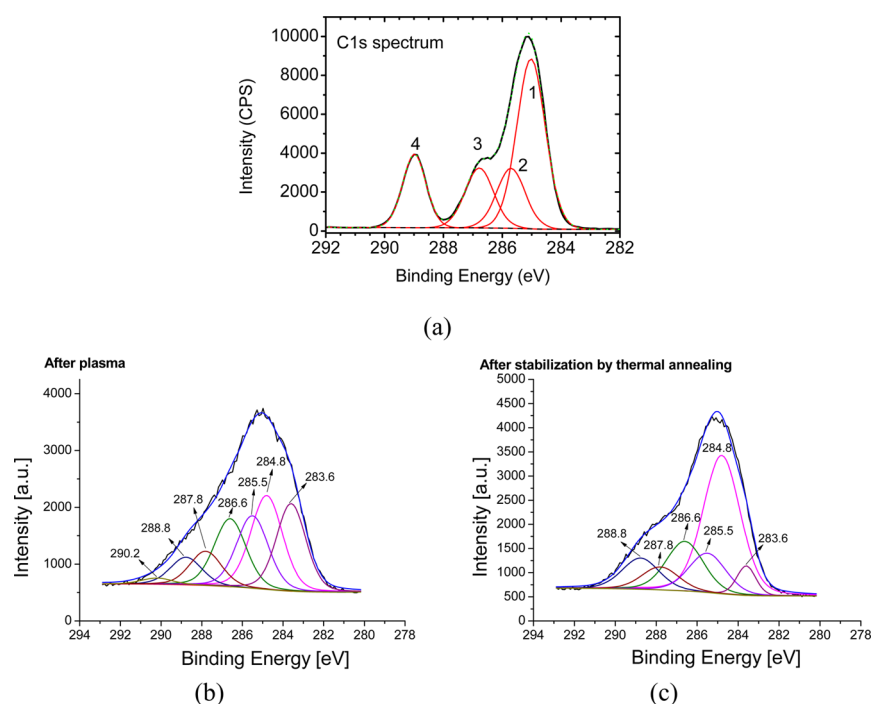 C1s spectrum
10000
8000
6000
4000
2000
0
Intensity (CPS)
1
2
3
4
292 290 288 286 284 282
Binding Energy (eV)
(a)
After plasma
4000
3000
2000
1000
0
Intensity [a.u.]
290.2
288.8
287.8
286.6
285.5
284.8
283.6
294 292 290 288 286 284 282 280 278
Binding Energy [eV]
(b)
After stabilization by thermal annealing
5000
4500
4000
3500
3000
2500
2000
1500
1000
500
0
Intensity [a.u.]
288.8
287.8
286.6
285.5
284.8
283.6
294 292 290 288 286 284 282 280 278
Binding Energy [eV]
(c)